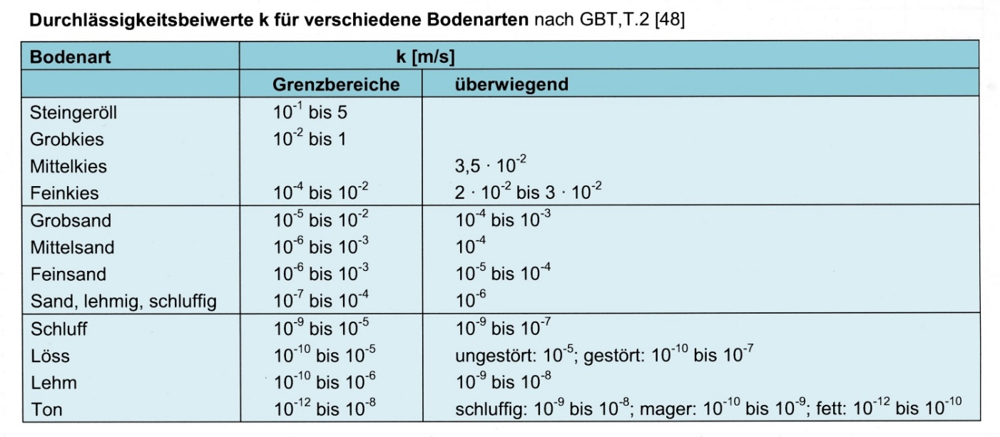 Durchlässigkeitsbeiwerte k für verschiedene Bodenarten nach GBT,T.2 [48]
Bodenart k [m/s]
Grenzbereiche überwiegend
Steingeröll 10⁻¹ bis 5
Grobkies 10⁻² bis 1
Mittelkies 3,5 · 10⁻²
Feinkies 10⁻⁴ bis 10⁻² 2 · 10⁻² bis 3 · 10⁻²
Grobsand 10⁻⁵ bis 10⁻² 10⁻⁴ bis 10⁻³
Mittelsand 10⁻⁶ bis 10⁻³ 10⁻⁴
Feinsand 10⁻⁶ bis 10⁻³ 10⁻⁵ bis 10⁻⁴
Sand, lehmig, schluffig 10⁻⁷ bis 10⁻⁴ 10⁻⁶
Schluff 10⁻⁹ bis 10⁻⁵ 10⁻⁹ bis 10⁻⁷
Löss 10⁻¹⁰ bis 10⁻⁵ ungestört: 10⁻⁵; gestört: 10⁻¹⁰ bis 10⁻⁷
Lehm 10⁻¹⁰ bis 10⁻⁶ 10⁻⁹ bis 10⁻⁸
Ton 10⁻¹² bis 10⁻⁸ schluffig: 10⁻⁹ bis 10⁻⁸; mager: 10⁻¹⁰ bis 10⁻⁹; fett: 10⁻¹² bis 10⁻¹⁰